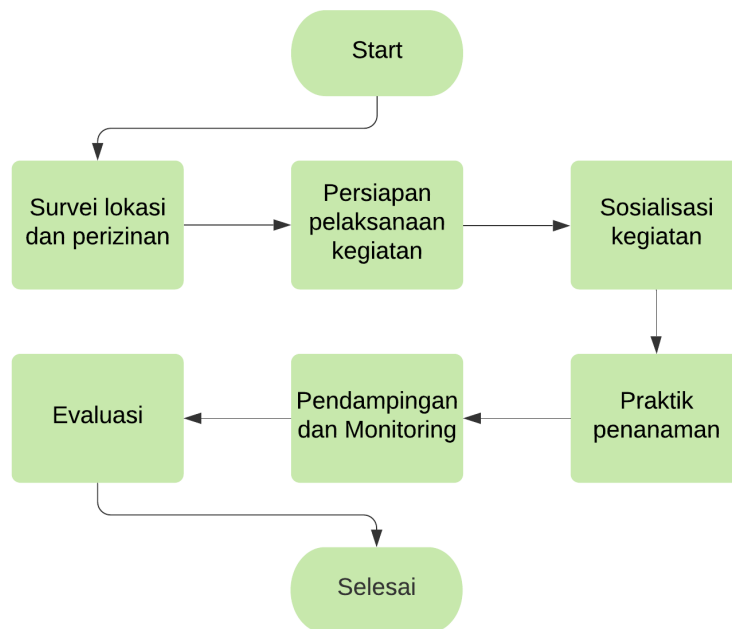 Start
Survei lokasi
dan perizinan
Persiapan
pelaksanaan
kegiatan
Sosialisasi
kegiatan
Praktik
penanaman
Pendampingan
dan Monitoring
Evaluasi
Selesai